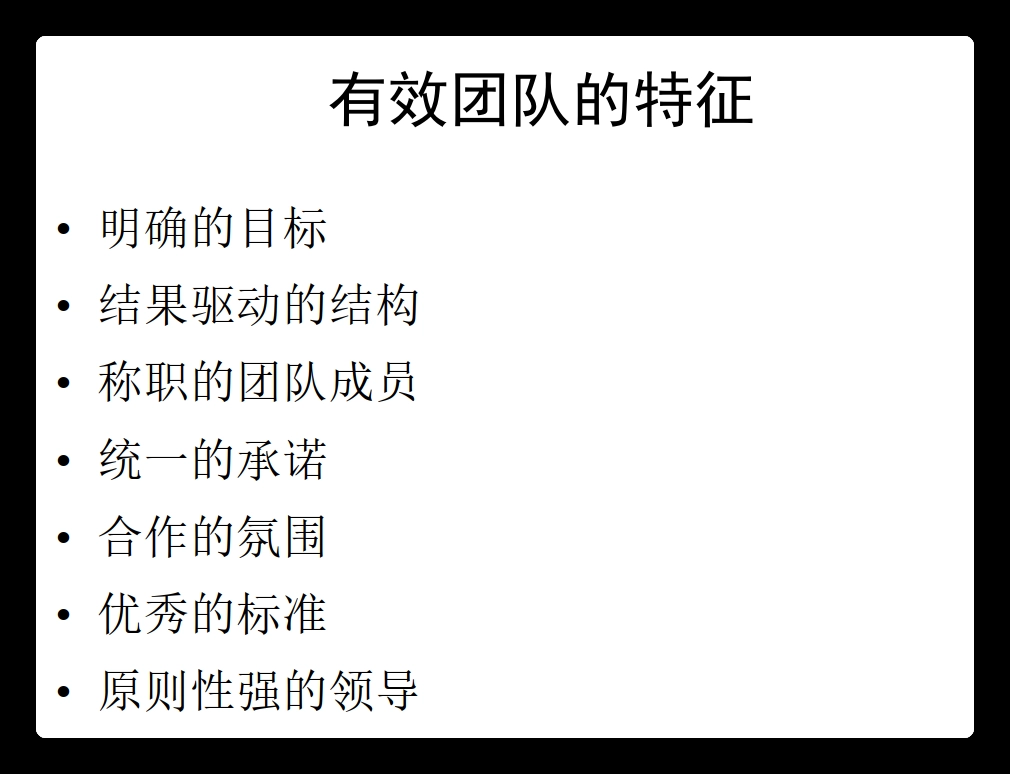 有效团队的特征
• 明确的目标
• 结果驱动的结构
• 称职的团队成员
• 统一的承诺
• 合作的氛围
• 优秀的标准
• 原则性强的领导